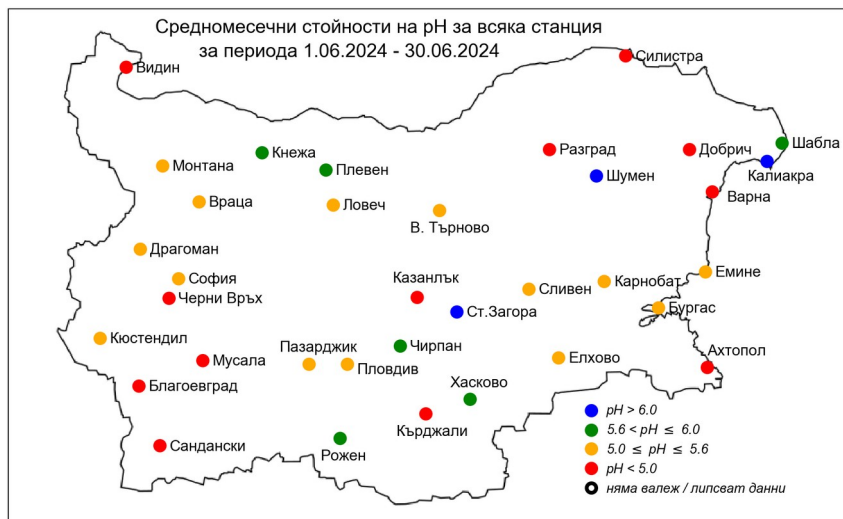 Средномесечни стойности на pH за всяка станция
за периода 1.06.2024 - 30.06.2024
Силистра
Видин
Шабла
Кнежа
Разград
Добрич
Монтана
Плевен
Калиакра
Шумен
Варна
Враца
Ловеч
В. Търново
Драгоман
Емине
София
Карнобат
Казанлък
Сливен
Черни Връх
Бургас
Ст.Загора
Кюстендил
Чирпан
Пазарджик
Ахтопол
Мусала
Елхово
Пловдив
Благоевград
Хасково
Кърджали
Сандански
Рожен
pH > 6.0
5.6 < pH ≤ 6.0
5.0 ≤ pH ≤ 5.6
pH < 5.0
няма валеж / липсват данни